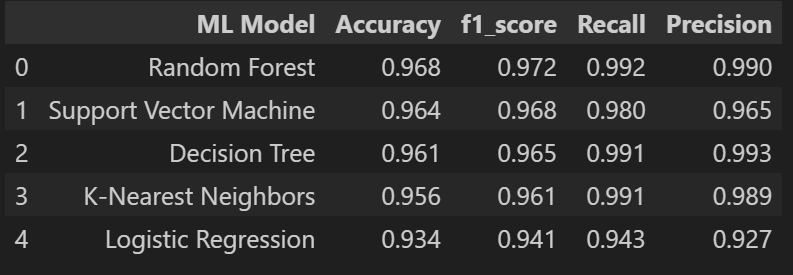 ML Model Accuracy f1_score Recall Precision
0 Random Forest 0.968 0.972 0.992 0.990
1 Support Vector Machine 0.964 0.968 0.980 0.965
2 Decision Tree 0.961 0.965 0.991 0.993
3 K-Nearest Neighbors 0.956 0.961 0.991 0.989
4 Logistic Regression 0.934 0.941 0.943 0.927